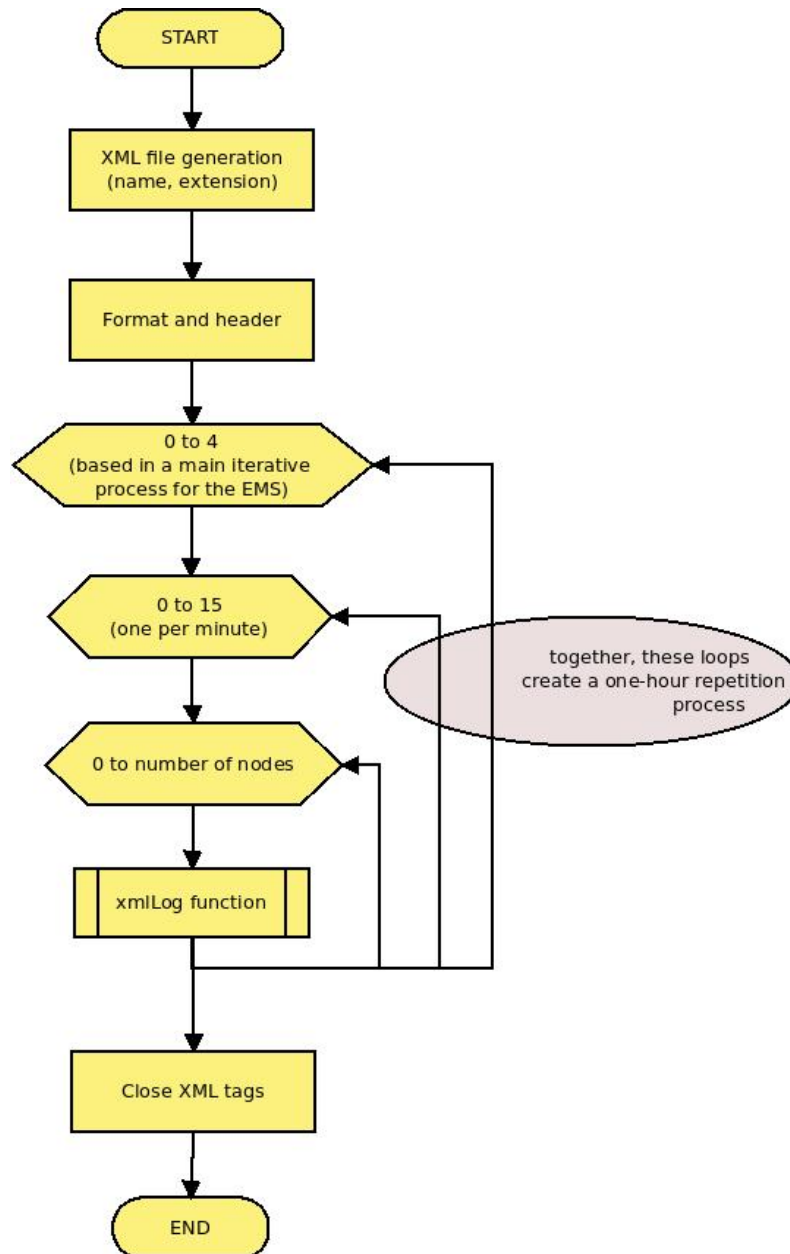 START
XML file generation
(name, extension)
Format and header
0 to 4
(based in a main iterative
process for the EMS)
0 to 15
(one per minute)
together, these loops
create a one-hour repetition
process
0 to number of nodes
xmlLog function
Close XML tags
END